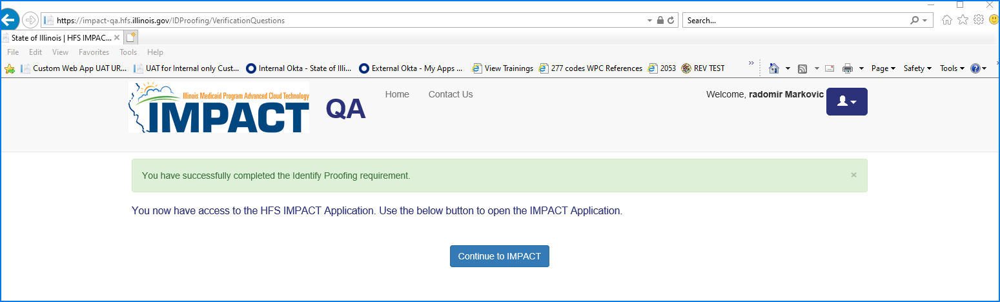 https://impact-qa.hfs.illinois.gov/IDProofing/VerificationQuestions Search...
State of Illinois | HFS IMPAC...
File Edit View Favorites Tools Help
Custom Web App UAT UR... UAT for Internal only Cust... Internal Okta - State of Illi... External Okta - My Apps ... View Trainings 277 codes WPC References 2053 REV TEST » Page Safety Tools
Illinois Medicaid Program Advanced Cloud Technology
IMPACT QA
Home Contact Us Welcome, radomir Markovic
You have successfully completed the Identify Proofing requirement. ×
You now have access to the HFS IMPACT Application. Use the below button to open the IMPACT Application.
Continue to IMPACT